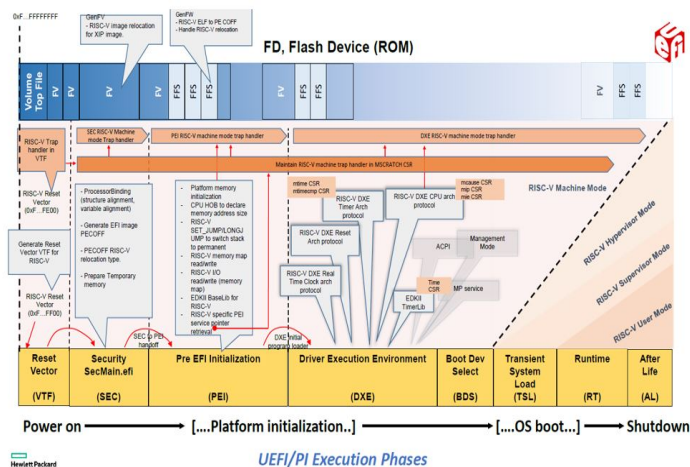 0xF...FFFFFFFF
GenFV
- RISC-V image relocation
for XIP image.
GenFW
- RISC-V ELF to PE COFF
- Handle RISC-V relocation
FD, Flash Device (ROM)
UEFI
Volume
Top File
FV
FV
FV
FV
FFS
FFS
FFS
FV
FFS
FFS
FV
FFS
FFS
RISC-V Trap
handler in
VTF
SEC RISC-V Machine
mode Trap handler
PEI RISC-V machine mode trap handler
DXE RISC-V machine mode trap handler
Maintain RISC-V machine trap handler in MSCRATCH CSR
RISC-V Reset
Vector
(0xF...FE00)
- ProcessorBinding
(structure alignment,
variable alignment)
- Generate EFI image
PECOFF
- PECOFF RISC-V
relocation type.
- Prepare Temporary
memory
- Platform memory
initialization
- CPU HOB to declare
memory address size
- RISC-V
SET_JUMP/LONGJ
UMP to switch stack to
permanent
- RISC-V memory map
read/write
- RISC-V I/O
read/write (memory
map)
- EDKII BaseLib for
RISC-V
- RISC-V specific PEI
service pointer
retrieval
mtime CSR
mtimecmp CSR
RISC-V DXE
Timer Arch
protocol
RISC-V DXE CPU arch
protocol
mcause CSR
mip CSR
mie CSR
RISC-V Machine Mode
RISC-V Hypervisor Mode
RISC-V Supervisor Mode
RISC-V User Mode
RISC-V DXE Reset
Arch protocol
RISC-V DXE Real
Time Clock arch
protocol
ACPI
Management
Mode
Time
CSR
EDKII
TimerLib
MP service
Generate Reset
Vector VTF for
RISC-V
RISC-V Reset
Vector
(0xF...FE00)
SEC to PEI
handoff
DXE initial
program loader
Reset
Vector
(VTF)
Security
SecMain.efi
(SEC)
Pre EFI Initialization
(PEI)
Driver Execution Environment
(DXE)
Boot Dev
Select
(BDS)
Transient
System
Load
(TSL)
Runtime
(RT)
After
Life
(AL)
Power on
[....Platform initialization..]
[....OS boot...]
Shutdown
UEFI/PI Execution Phases
Hewlett Packard